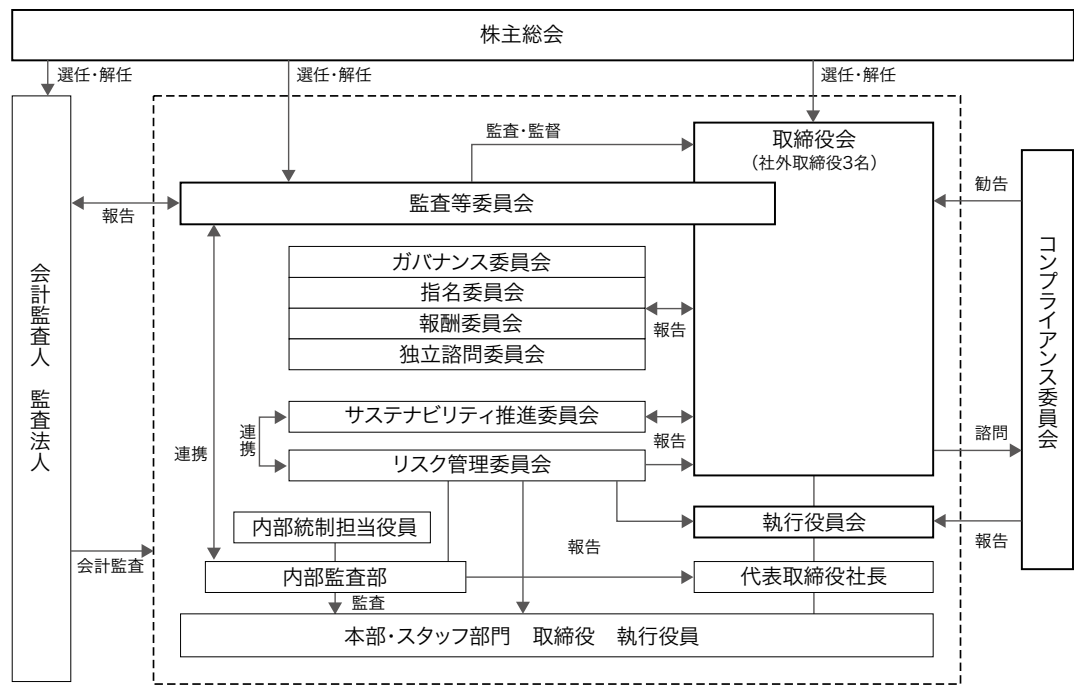 株主総会
選任・解任
選任・解任
選任・解任
監査・監督
取締役会
（社外取締役3名）
勧告
報告
監査等委員会
コンプライアンス委員会
会計監査人　監査法人
ガバナンス委員会
指名委員会
報酬委員会
独立諮問委員会
報告
サステナビリティ推進委員会
連携
報告
諮問
連携
リスク管理委員会
内部統制担当役員
執行役員会
報告
報告
会計監査
内部監査部
代表取締役社長
監査
本部・スタッフ部門　取締役　執行役員